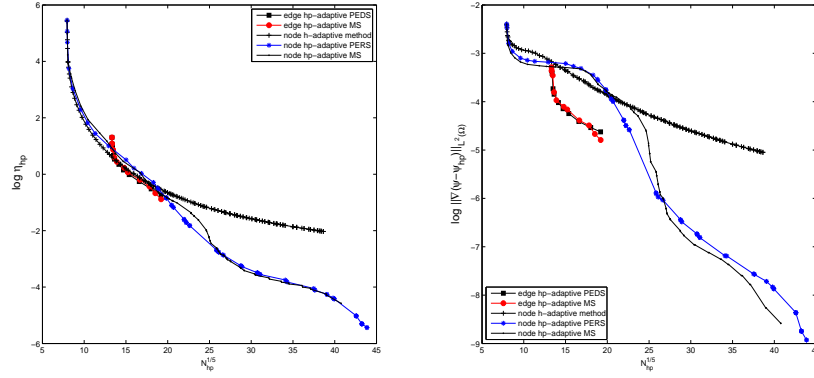 6
4
2
0
−2
−4
−6
5 10 15 20 25 30 35 40 45
log η_hp
N_hp^1/5
edge hp−adaptive PEDS
edge hp−adaptive MS
node h−adaptive method
node hp−adaptive PERS
node hp−adaptive MS
−2
−3
−4
−5
−6
−7
−8
−9
5 10 15 20 25 30 35 40 45
log ||∇(ψ−ψ_hp)||_L²(Ω)
N_hp^1/5
edge hp−adaptive PEDS
edge hp−adaptive MS
node h−adaptive method
node hp−adaptive PERS
node hp−adaptive MS